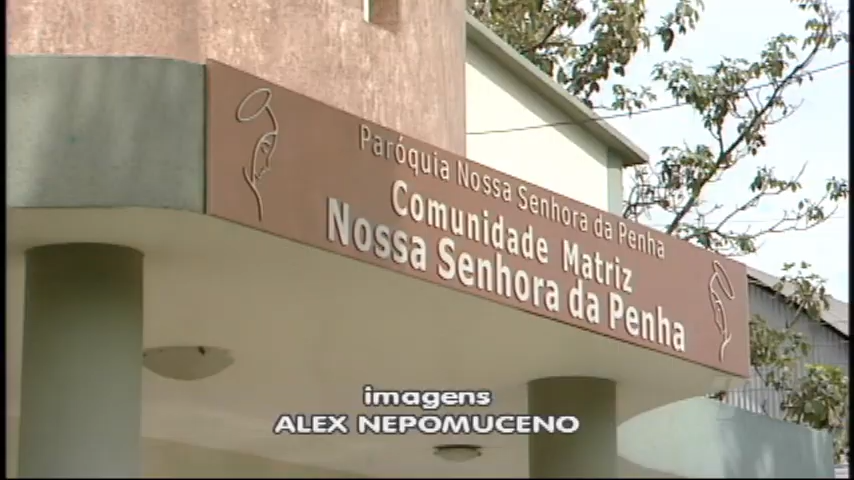 Paróquia Nossa Senhora da Penha
Comunidade Matriz
Nossa Senhora da Penha
imagens
ALEX NEPOMUCENO